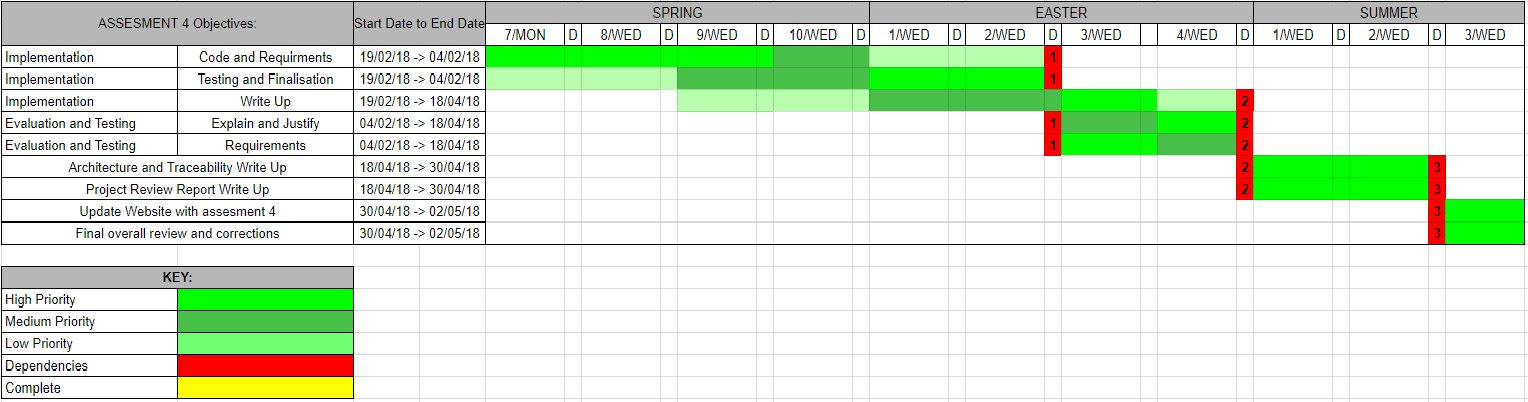 ASSESMENT 4 Objectives: Start Date to End Date SPRING EASTER SUMMER
7/MON D 8/WED D 9/WED D 10/WED D 1/WED D 2/WED D 3/WED 4/WED D 1/WED D 2/WED D 3/WED
Implementation Code and Requirments 19/02/18 -> 04/02/18 1
Implementation Testing and Finalisation 19/02/18 -> 04/02/18 1
Implementation Write Up 19/02/18 -> 18/04/18 2
Evaluation and Testing Explain and Justify 04/02/18 -> 18/04/18 1 2
Evaluation and Testing Requirements 04/02/18 -> 18/04/18 1 2
Architecture and Traceability Write Up 18/04/18 -> 30/04/18 2 3
Project Review Report Write Up 18/04/18 -> 30/04/18 2 3
Update Website with assesment 4 30/04/18 -> 02/05/18 3
Final overall review and corrections 30/04/18 -> 02/05/18 3
KEY:
High Priority
Medium Priority
Low Priority
Dependencies
Complete